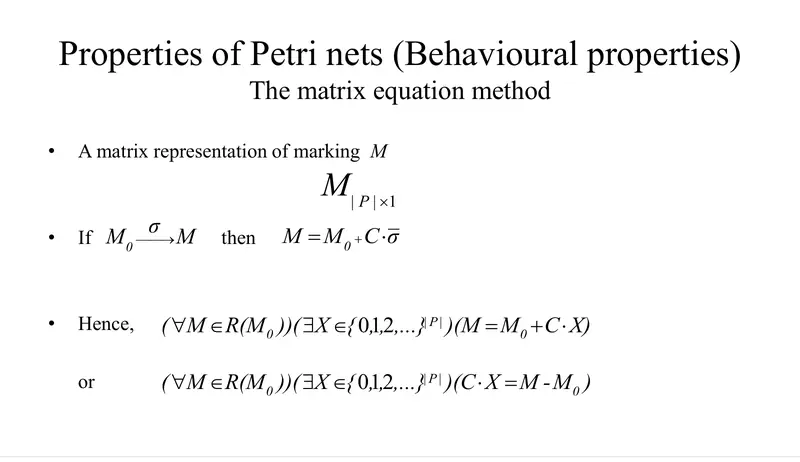 Properties of Petri nets (Behavioural properties)
The matrix equation method
• A matrix representation of marking M
M|P|×1
• If M0 —σ→ M then M = M0 + C·σ̅
• Hence, (∀M∈R(M0))(∃X∈{0,1,2,...}|P|)(M = M0 + C·X)
or (∀M∈R(M0))(∃X∈{0,1,2,...}|P|)(C·X = M - M0)